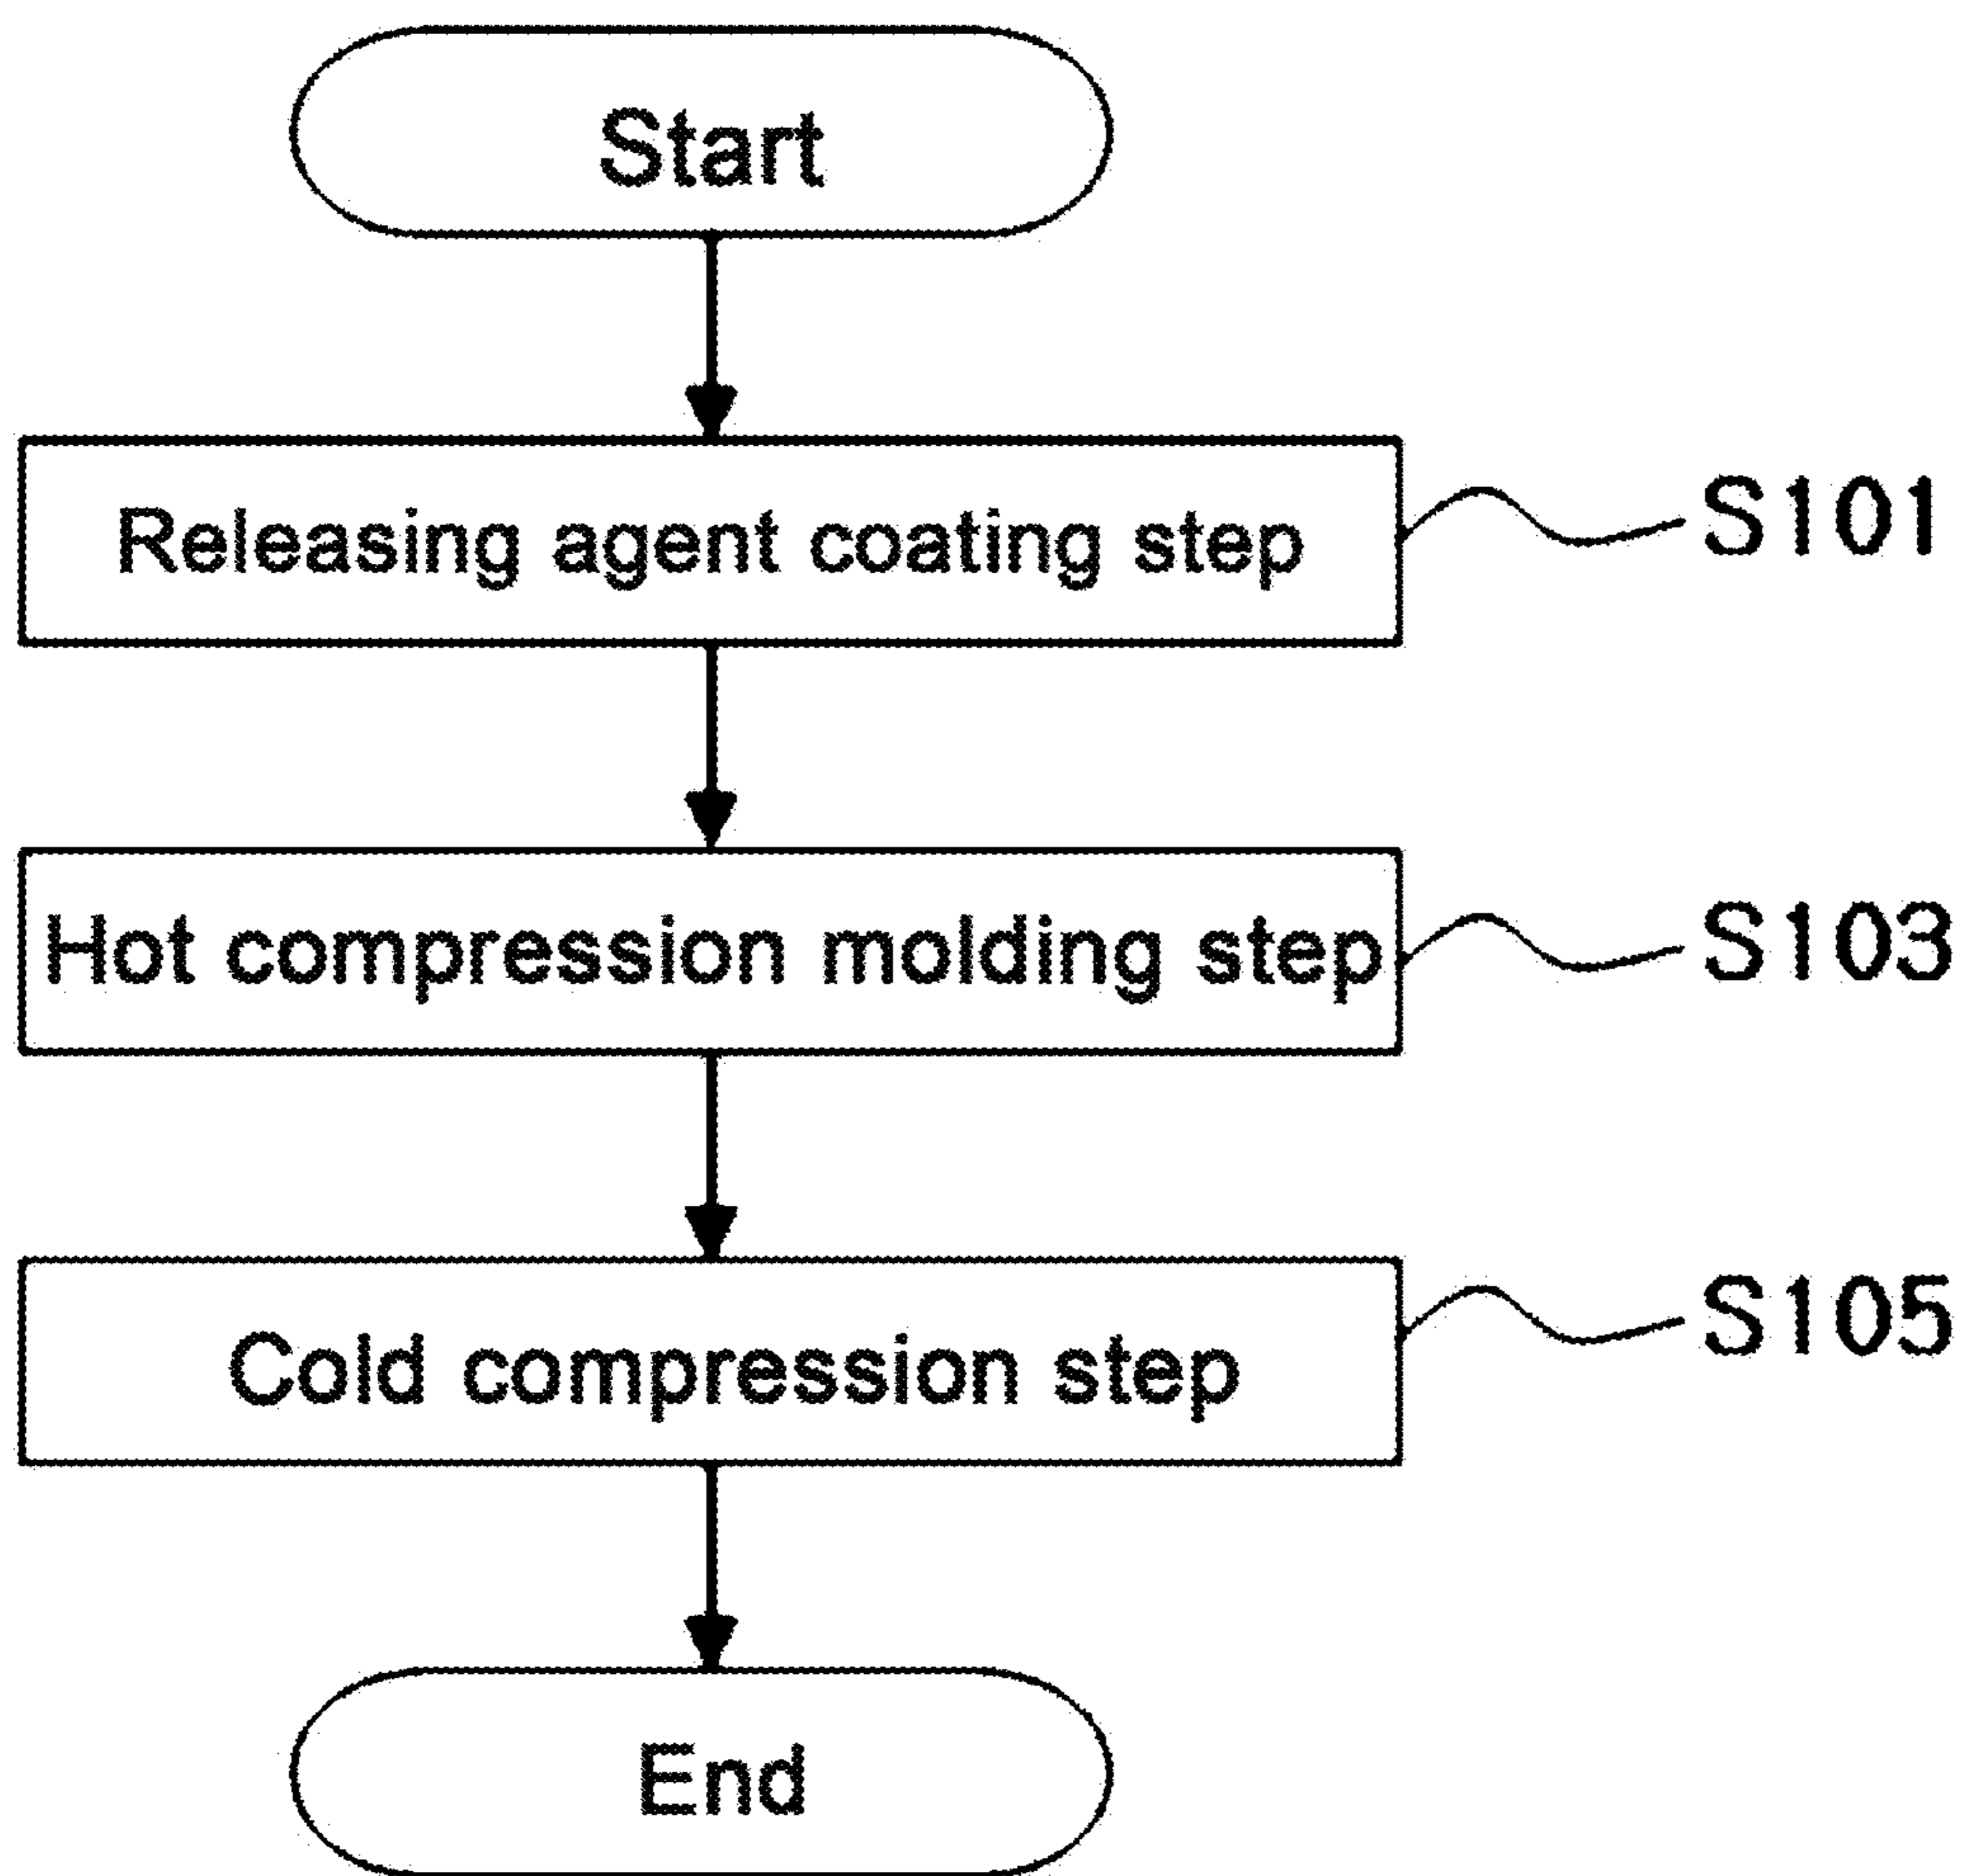 Start
Releasing agent coating step
S101
Hot compression molding step
S103
Cold compression step
S105
End